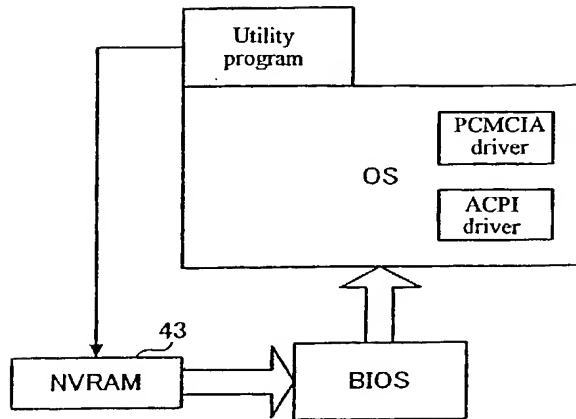 Utility
program
PCMCIA
driver
OS
ACPI
driver
43
NVRAM
BIOS